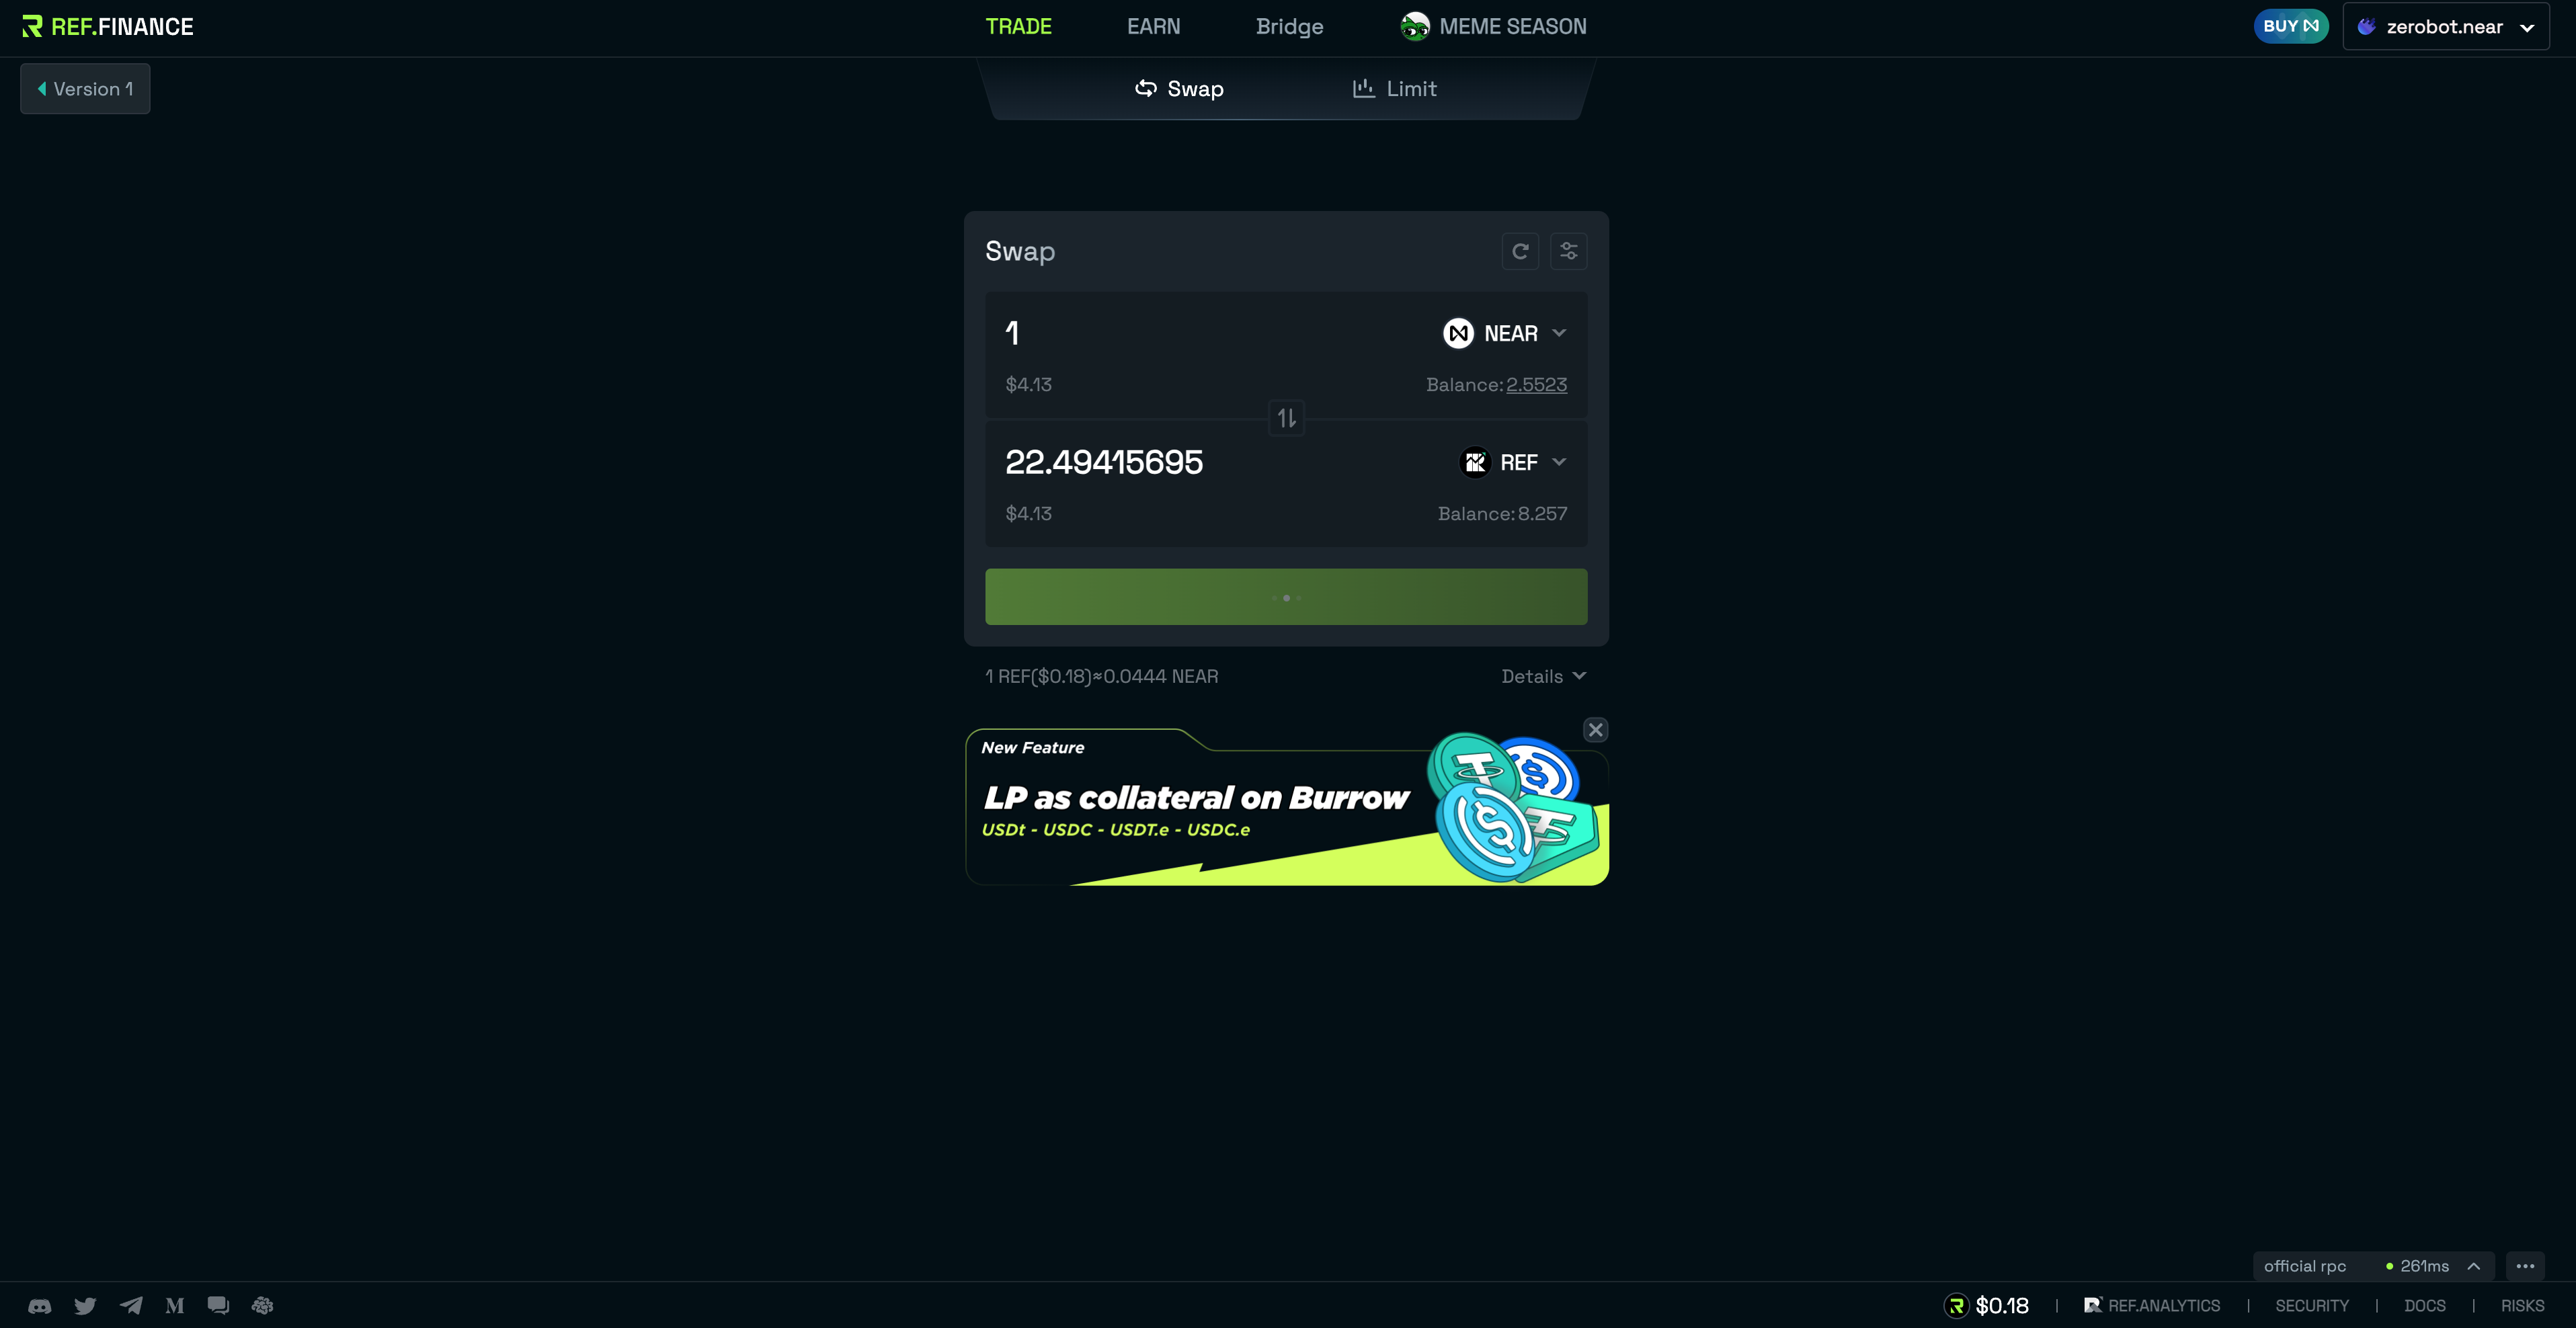 REF.FINANCE
TRADE
EARN
Bridge
MEME SEASON
BUY
zerobot.near
Version 1
Swap
Limit
Swap
1
NEAR
$4.13
Balance: 2.5523
22.49415695
REF
$4.13
Balance: 8.257
1 REF($0.18)≈0.0444 NEAR
Details
New Feature
LP as collateral on Burrow
USDt - USDC - USDT.e - USDC.e
official rpc
261ms
$0.18
REF.ANALYTICS
SECURITY
DOCS
RISKS